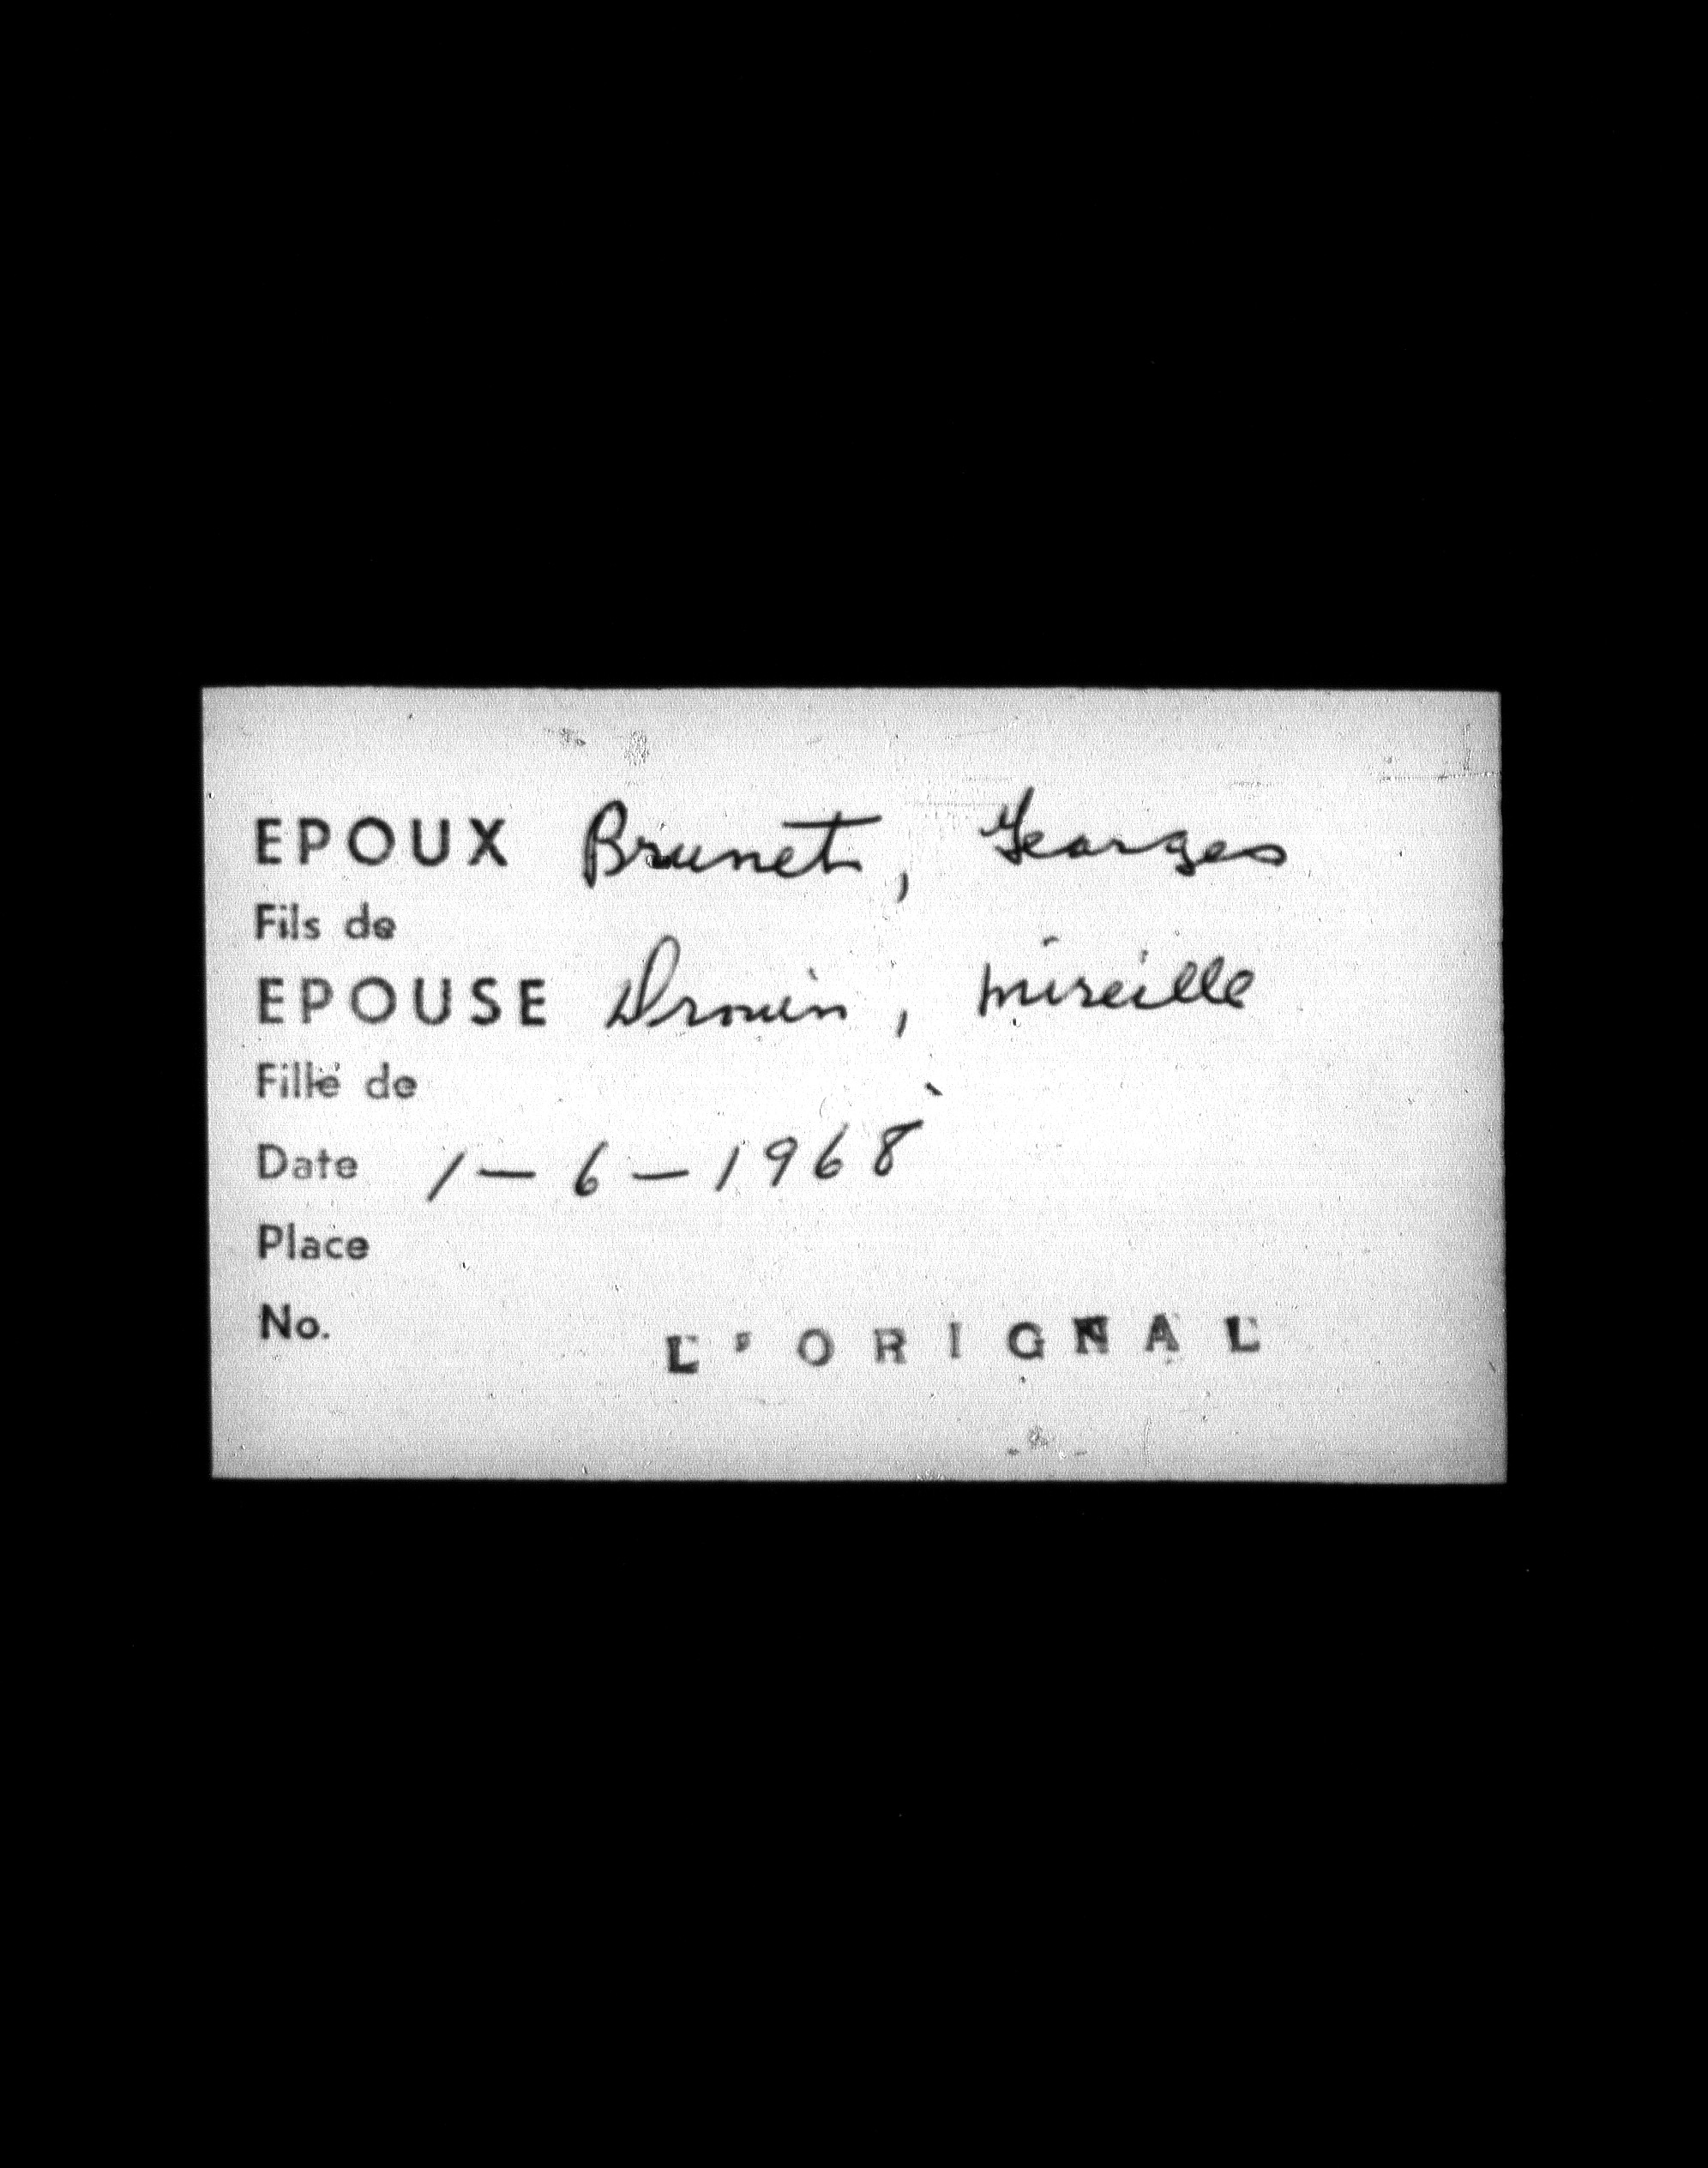 EPOUX Brunet, Georges
Fils de
EPOUSE Drouin, Mireille
Fille de
Date 1-6-1968
Place
No.
L'ORIGNAL